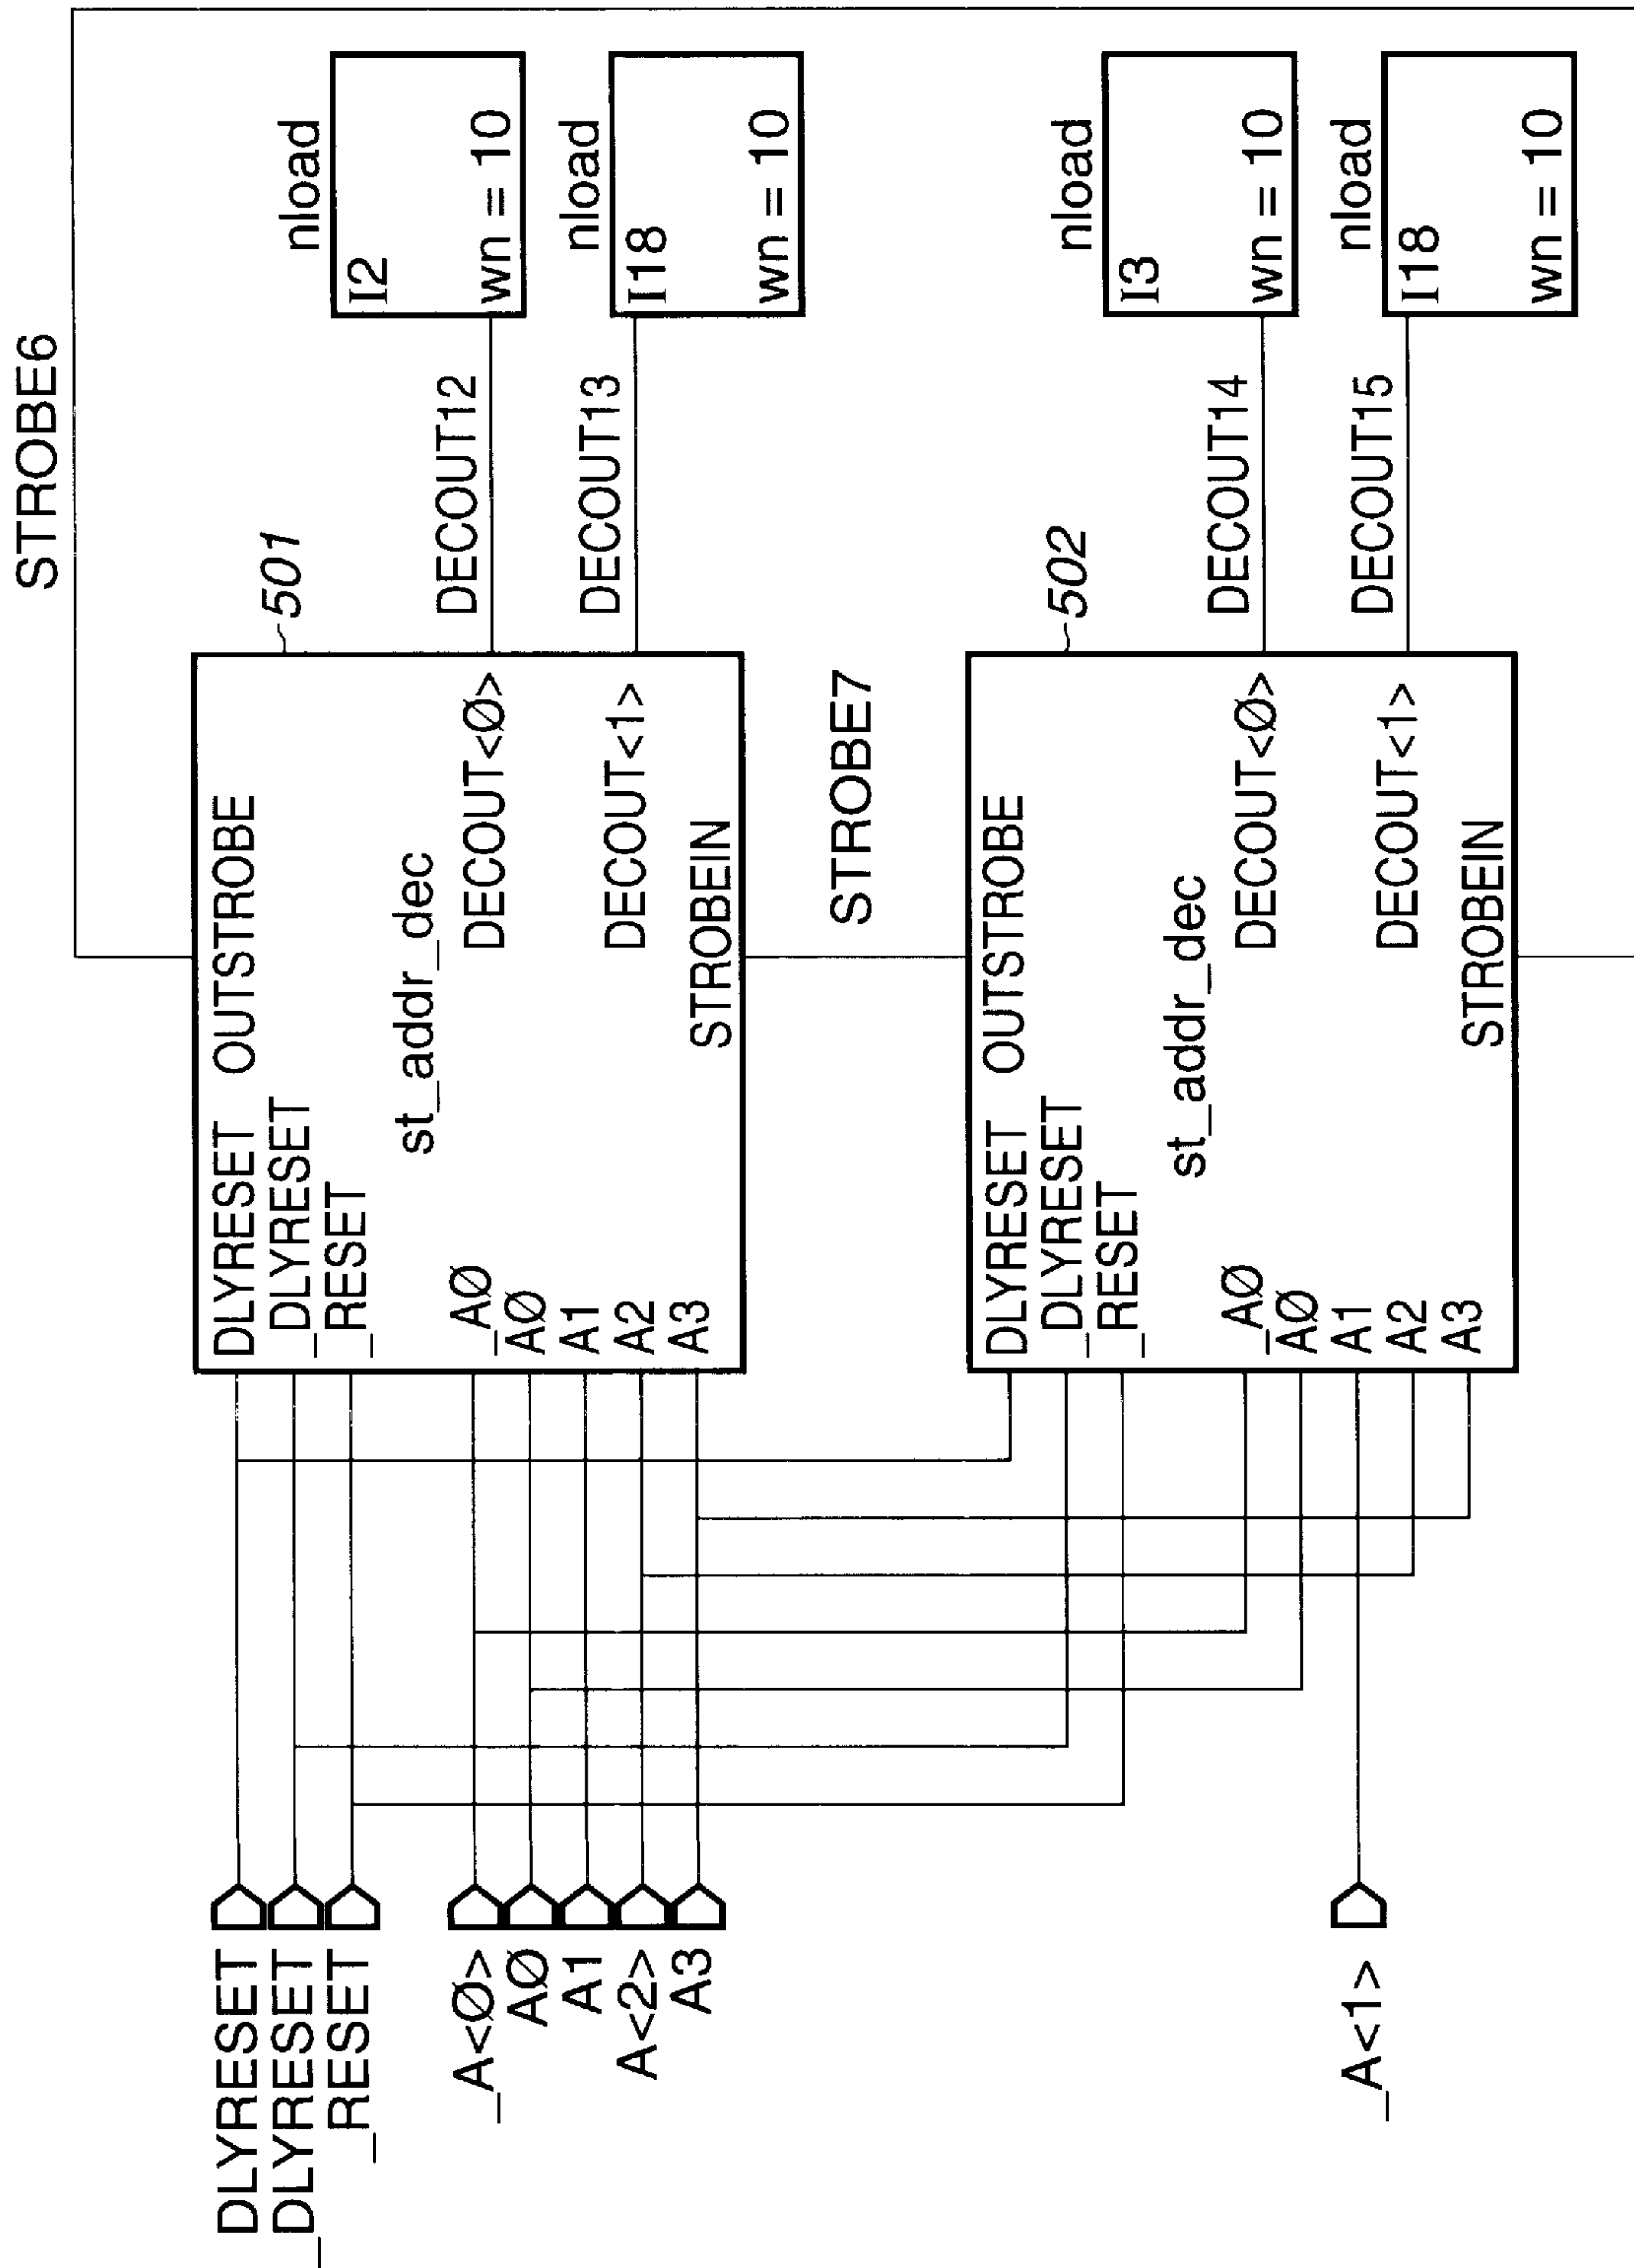 STROBE6
DLYRESET
_DLYRESET
_RESET
_A<Ø>
AØ
A1
A<2>
A3
DLYRESET OUTSTROBE
_DLYRESET
_RESET
st_addr_dec
_AØ
AØ
A1
A2
A3
DECOUT<Ø>
DECOUT<1>
STROBEIN
501
DECOUT12
DECOUT13
nload
I2
wn = 10
nload
I18
wn = 10
STROBE7
_A<1>
DLYRESET OUTSTROBE
_DLYRESET
_RESET
st_addr_dec
_AØ
AØ
A1
A2
A3
DECOUT<Ø>
DECOUT<1>
STROBEIN
502
DECOUT14
DECOUT15
nload
I3
wn = 10
nload
I18
wn = 10